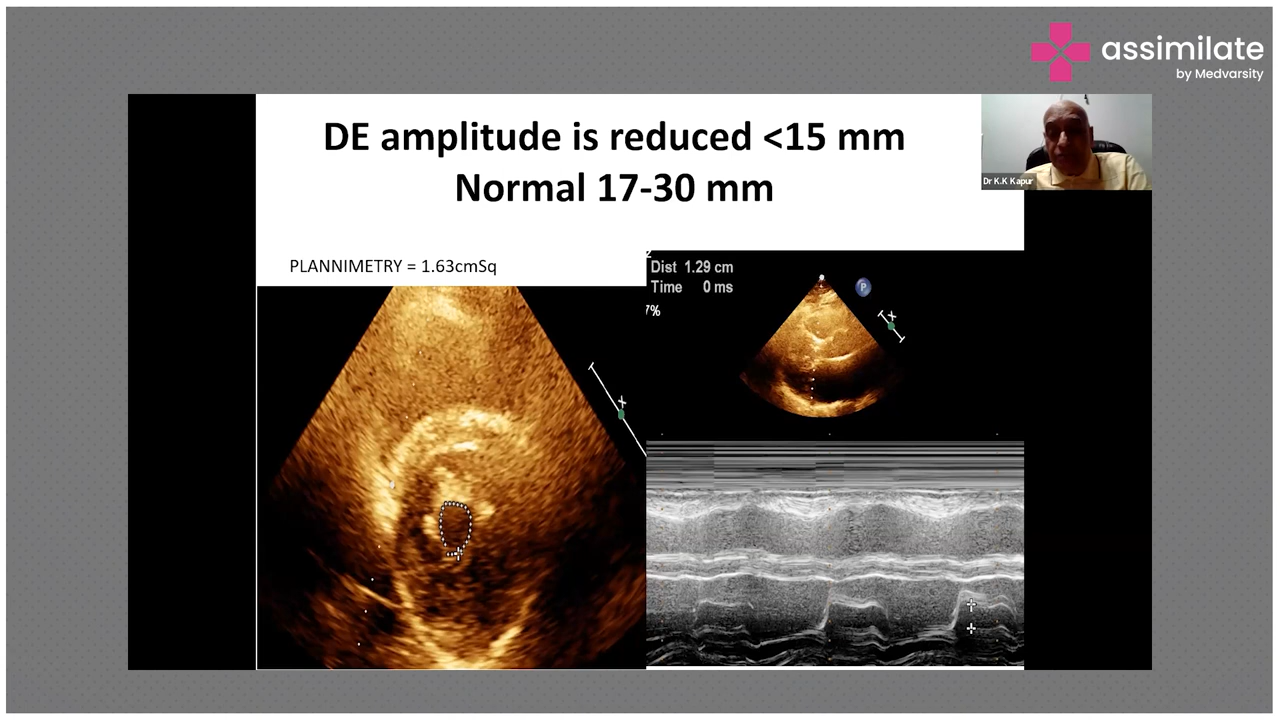 assimilate
by Medvarsity
DE amplitude is reduced <15 mm
Normal 17-30 mm
Dr K.K Kapur
PLANNIMETRY = 1.63cmSq
2
Dist 1.29 cm
Time 0 ms
7%
P